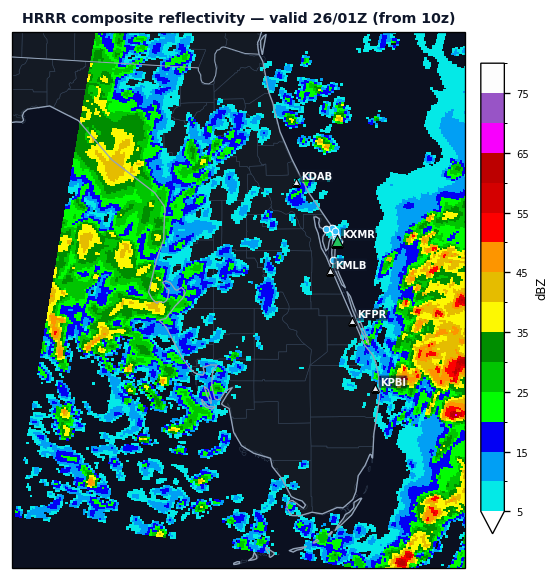 HRRR composite reflectivity — valid 26/01Z (from 10z)
KDAB
KXMR
KMLB
KFPR
KPBI
75
65
55
45
35
25
15
5
dBZ